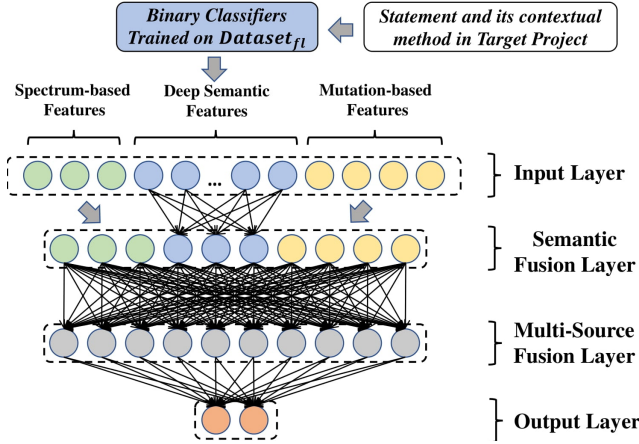 Binary Classifiers
Trained on Dataset_fl
Statement and its contextual
method in Target Project
Spectrum-based
Features
Deep Semantic
Features
Mutation-based
Features
...
Input Layer
Semantic
Fusion Layer
Multi-Source
Fusion Layer
Output Layer